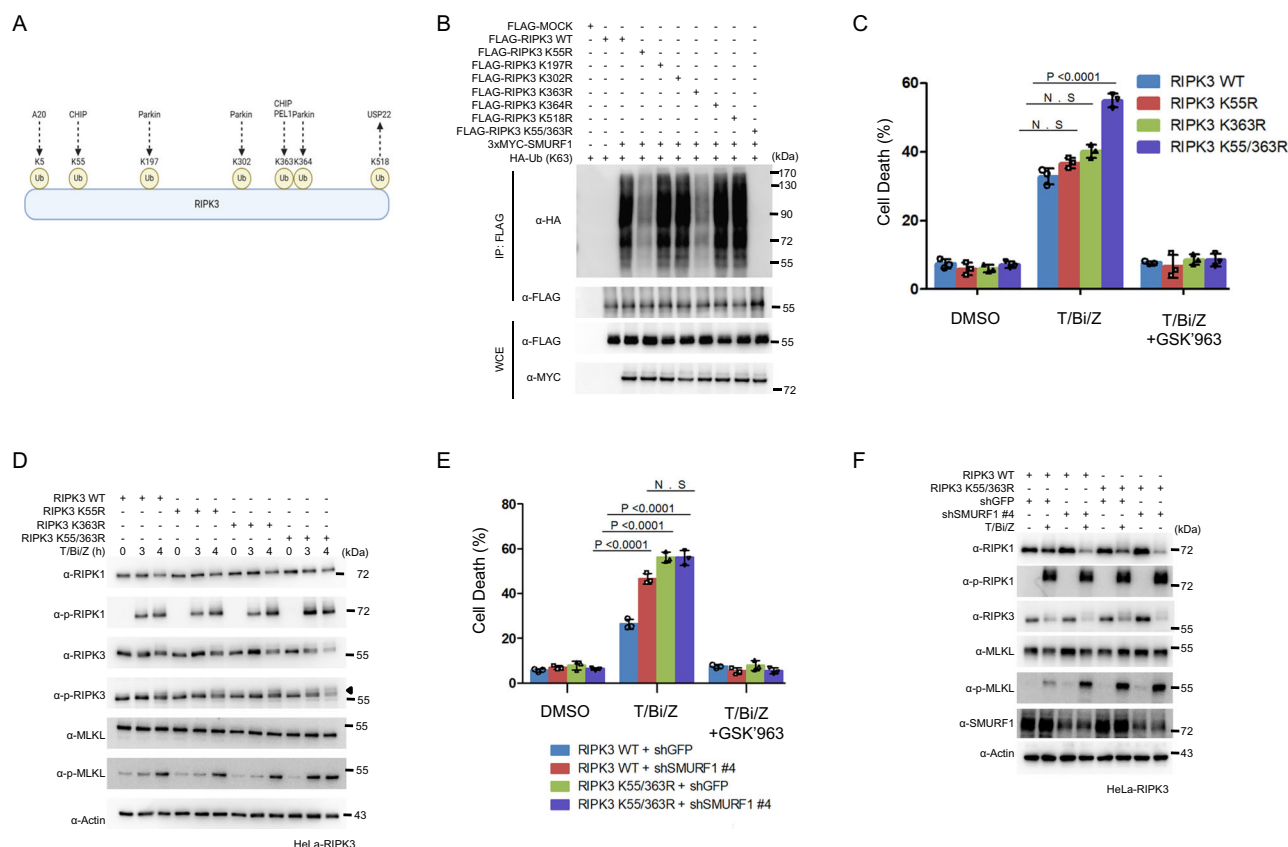 A
A20 CHIP Parkin Parkin CHIP PEL1 Parkin USP22
K5 K55 K197 K302 K363 K364 K518
Ub Ub Ub Ub Ub Ub Ub
RIPK3
B
FLAG-MOCK + - - - - - - - - -
FLAG-RIPK3 WT - + + - - - - - - -
FLAG-RIPK3 K55R - - - + - - - - - -
FLAG-RIPK3 K197R - - - - + - - - - -
FLAG-RIPK3 K302R - - - - - + - - - -
FLAG-RIPK3 K363R - - - - - - + - - -
FLAG-RIPK3 K364R - - - - - - - + - -
FLAG-RIPK3 K518R - - - - - - - - + -
FLAG-RIPK3 K55/363R - - - - - - - - - +
3xMYC-SMURF1 - - + + + + + + + +
HA-Ub (K63) + + + + + + + + + + (kDa)
IP: FLAG
α-HA
170
130
90
72
55
α-FLAG 55
WCE
α-FLAG 55
α-MYC
72
C
Cell Death (%)
60
40
20
0
P <0.0001
N . S
N . S
RIPK3 WT
RIPK3 K55R
RIPK3 K363R
RIPK3 K55/363R
DMSO T/Bi/Z T/Bi/Z
+GSK'963
D
RIPK3 WT + + + - - - - - - - - -
RIPK3 K55R - - - + + + - - - - - -
RIPK3 K363R - - - - - - + + + - - -
RIPK3 K55/363R - - - - - - - - - + + +
T/Bi/Z (h) 0 3 4 0 3 4 0 3 4 0 3 4 (kDa)
α-RIPK1 72
α-p-RIPK1 72
α-RIPK3 55
α-p-RIPK3 55
α-MLKL 55
α-p-MLKL 55
α-Actin 43
HeLa-RIPK3
E
Cell Death (%)
80
60
40
20
0
N . S
P <0.0001
P <0.0001
P <0.0001
DMSO T/Bi/Z T/Bi/Z
+GSK'963
RIPK3 WT + shGFP
RIPK3 WT + shSMURF1 #4
RIPK3 K55/363R + shGFP
RIPK3 K55/363R + shSMURF1 #4
F
RIPK3 WT + + + + - - - -
RIPK3 K55/363R - - - - + + + +
shGFP + + - - + + - -
shSMURF1 #4 - - + + - - + +
T/Bi/Z - + - + - + - + (kDa)
α-RIPK1 72
α-p-RIPK1 72
α-RIPK3 55
α-MLKL 55
α-p-MLKL 55
α-SMURF1 72
α-Actin 43
HeLa-RIPK3